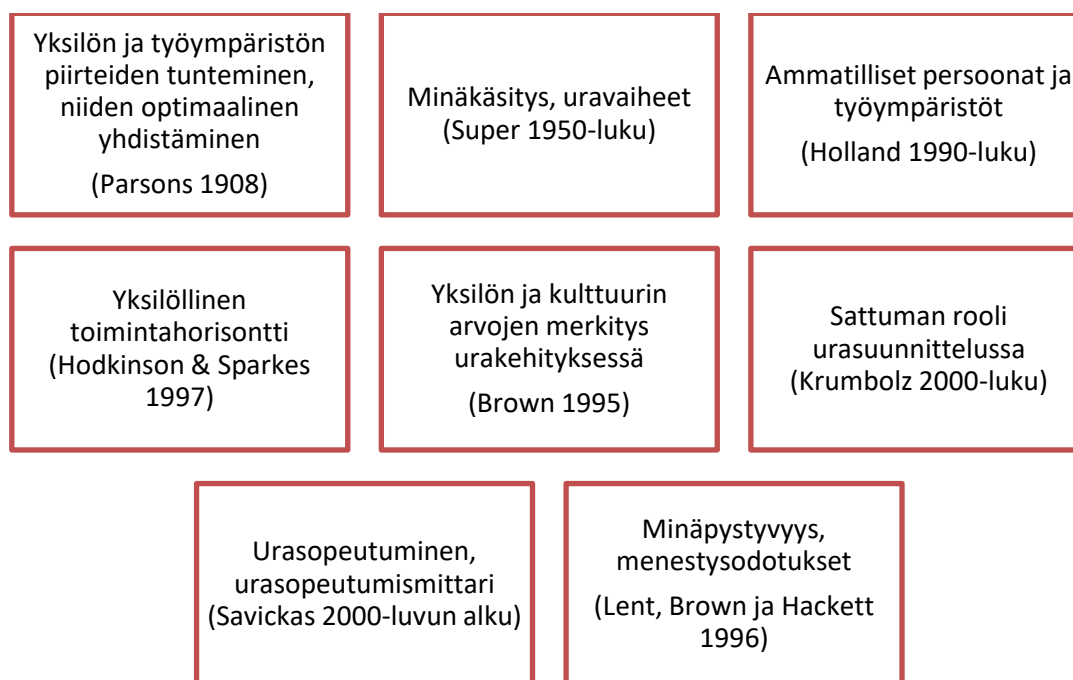 Yksilön ja työympäristön
piirteiden tunteminen,
niiden optimaalinen
yhdistäminen
(Parsons 1908)
Minäkäsitys, uravaiheet
(Super 1950-luku)
Ammatilliset persoonat ja
työympäristöt
(Holland 1990-luku)
Yksilöllinen
toimintahorisontti
(Hodkinson & Sparkes
1997)
Yksilön ja kulttuurin
arvojen merkitys
urakehityksessä
(Brown 1995)
Sattuman rooli
urasuunnittelussa
(Krumbolz 2000-luku)
Urasopeutuminen,
urasopeutumismittari
(Savickas 2000-luvun alku)
Minäpystyvyys,
menestysodotukset
(Lent, Brown ja Hackett
1996)